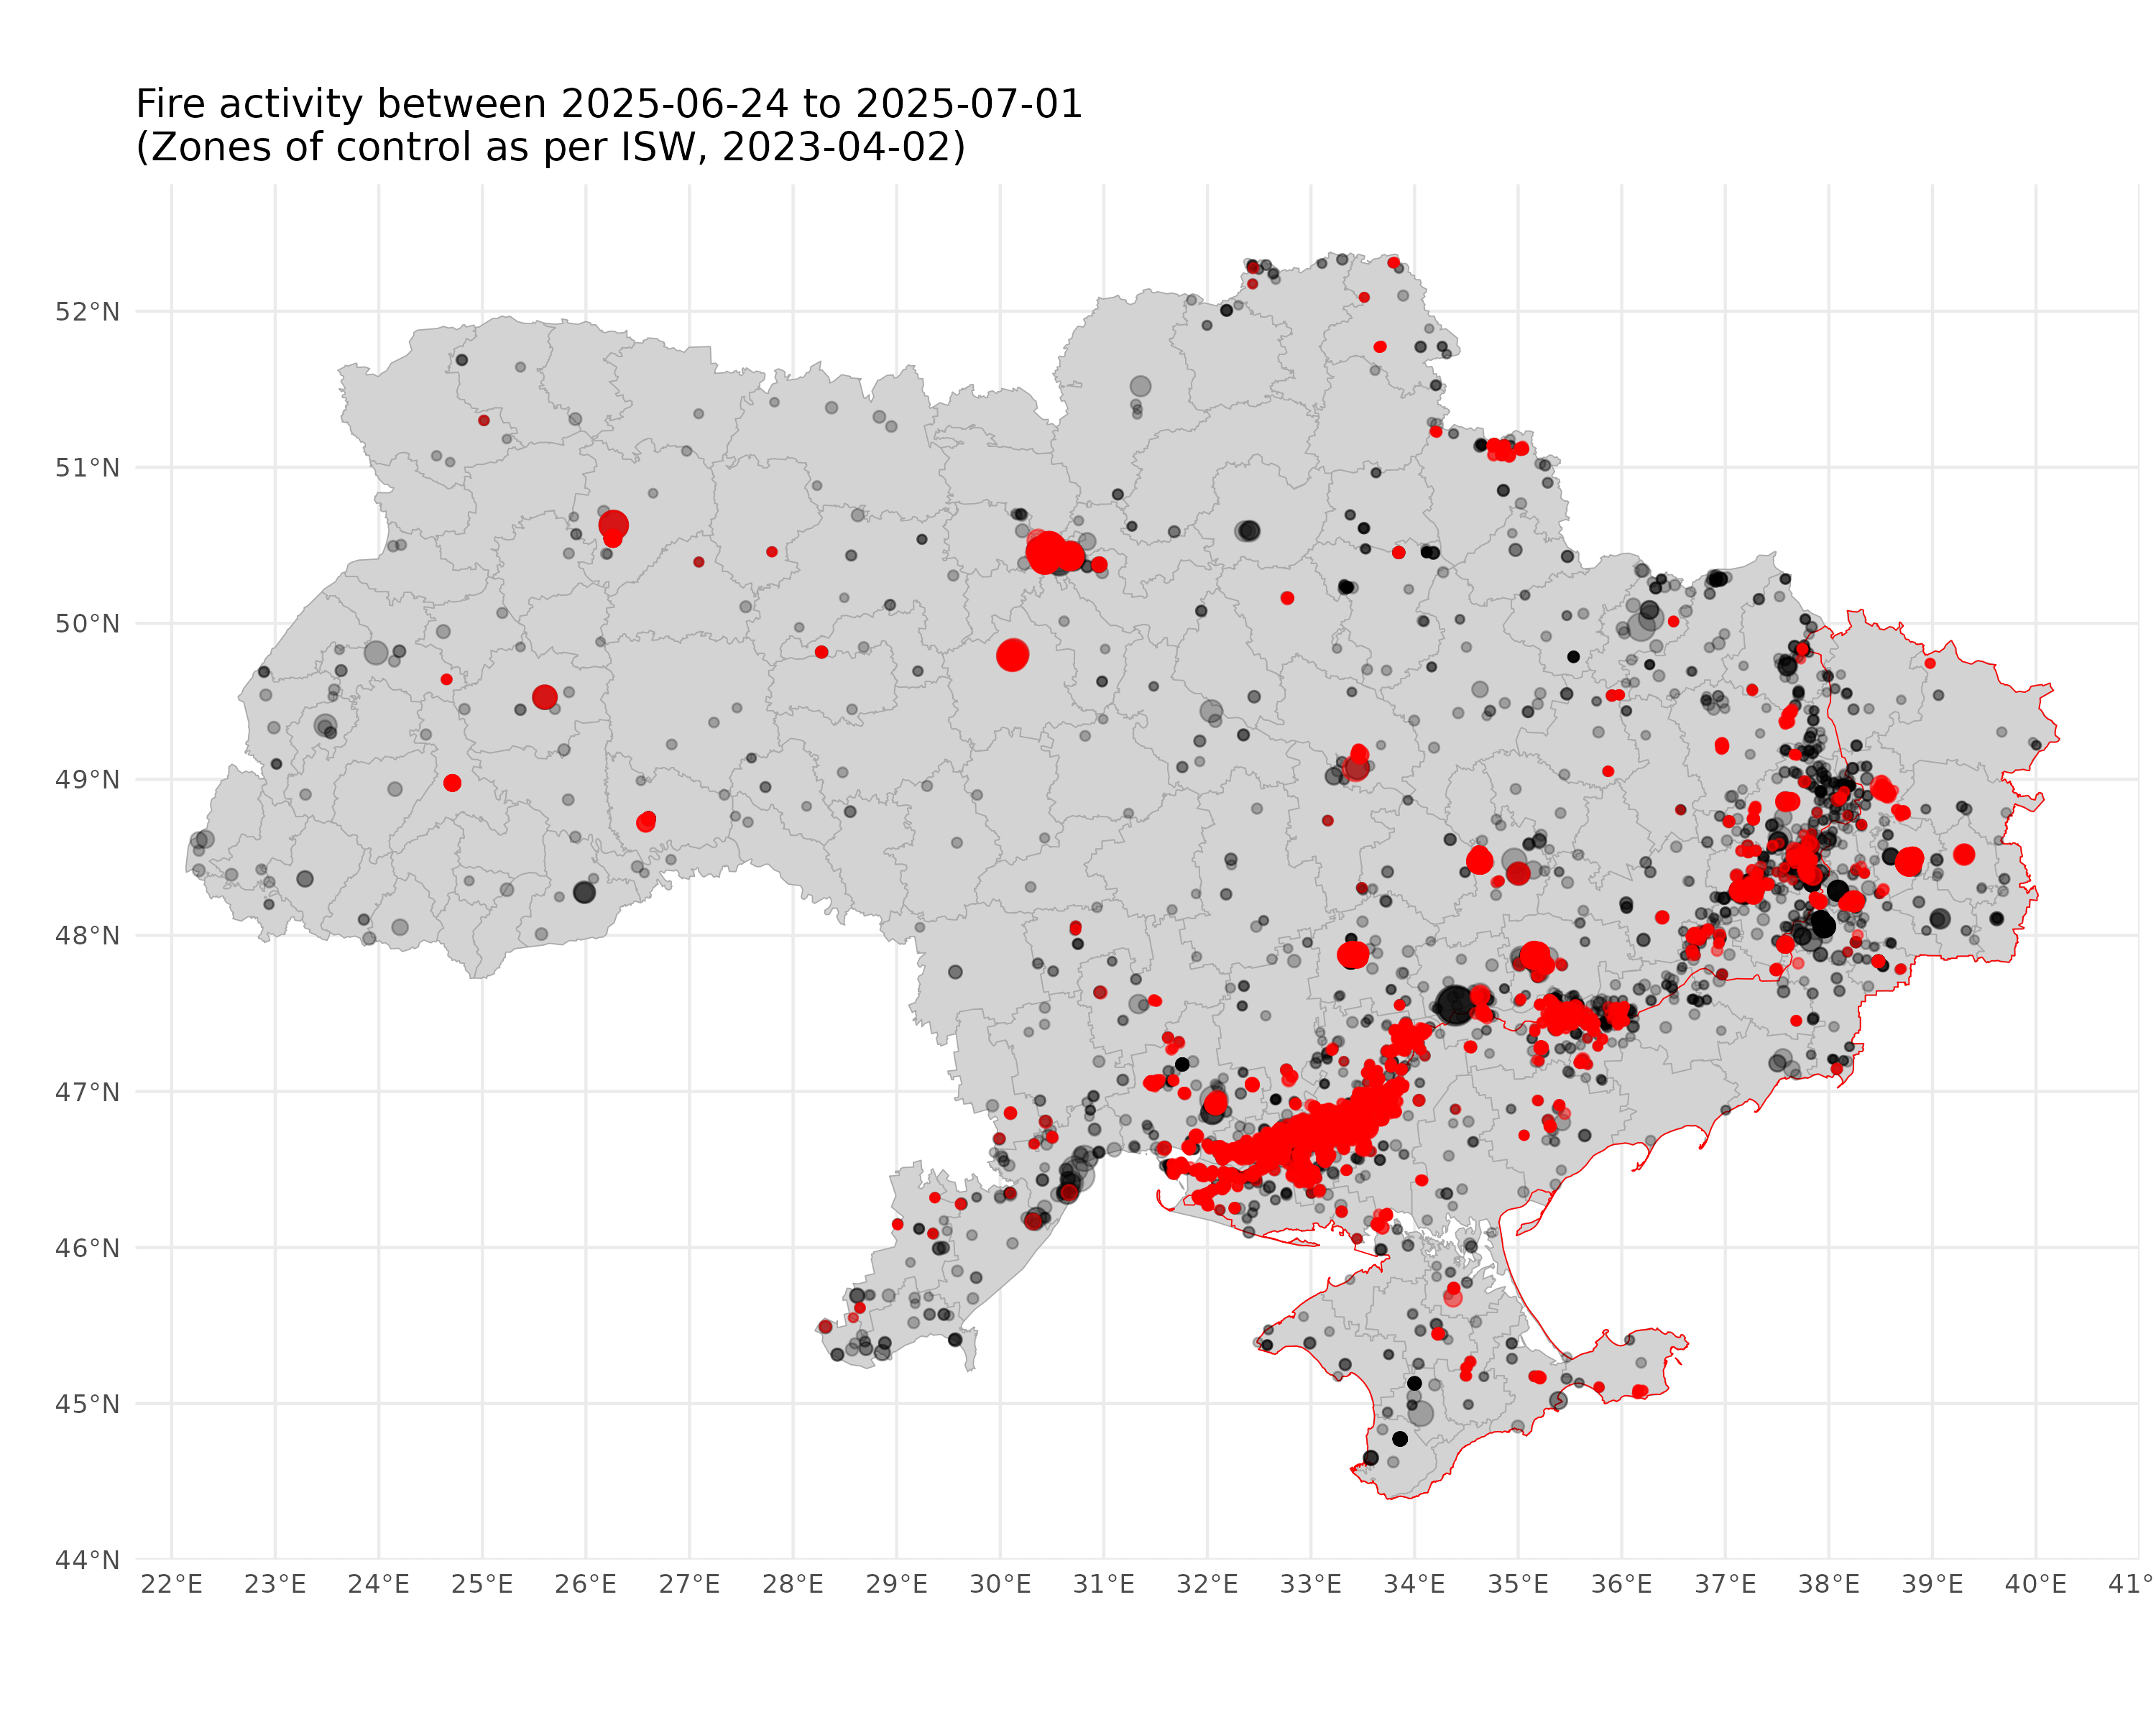 Fire activity between 2025-06-24 to 2025-07-01
(Zones of control as per ISW, 2023-04-02)
52°N
51°N
50°N
49°N
48°N
47°N
46°N
45°N
44°N
22°E 23°E 24°E 25°E 26°E 27°E 28°E 29°E 30°E 31°E 32°E 33°E 34°E 35°E 36°E 37°E 38°E 39°E 40°E 41°